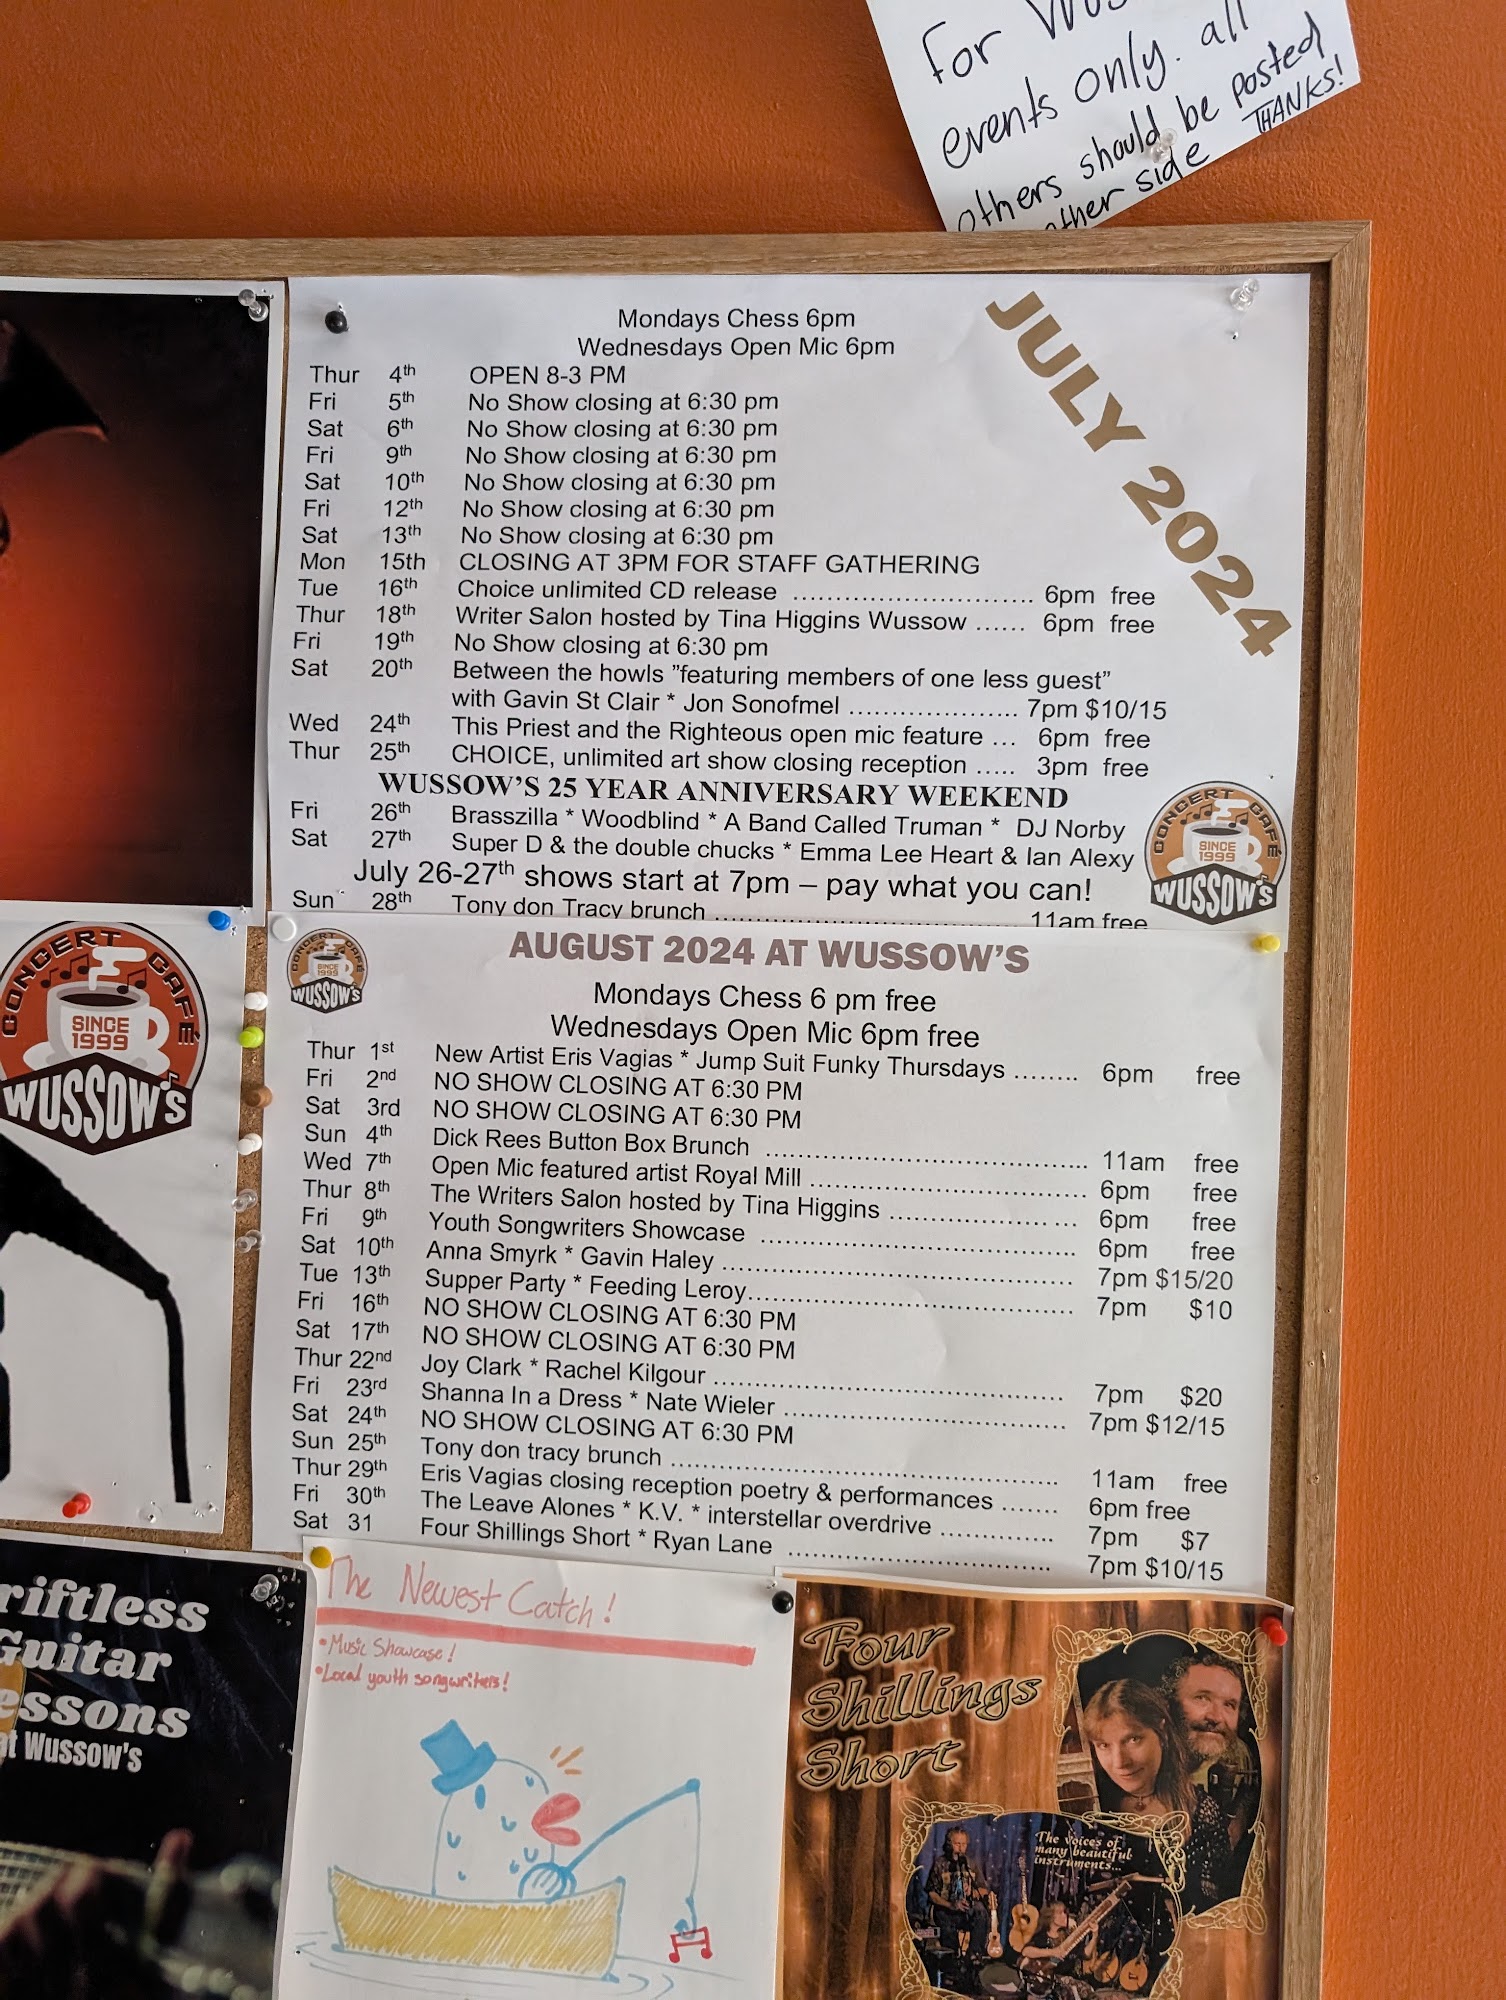 For
events only. all
others should be posted
other side THANKS!
JULY 2024
Mondays Chess 6pm
Wednesdays Open Mic 6pm
Thur 4th OPEN 8-3 PM
Fri 5th No Show closing at 6:30 pm
Sat 6th No Show closing at 6:30 pm
Fri 9th No Show closing at 6:30 pm
Sat 10th No Show closing at 6:30 pm
Fri 12th No Show closing at 6:30 pm
Sat 13th No Show closing at 6:30 pm
Mon 15th CLOSING AT 3PM FOR STAFF GATHERING
Tue 16th Choice unlimited CD release .............................. 6pm free
Thur 18th Writer Salon hosted by Tina Higgins Wussow ...... 6pm free
Fri 19th No Show closing at 6:30 pm
Sat 20th Between the howls "featuring members of one less guest"
with Gavin St Clair * Jon Sonofmel ..................... 7pm $10/15
Wed 24th This Priest and the Righteous open mic feature ... 6pm free
Thur 25th CHOICE, unlimited art show closing reception ..... 3pm free
WUSSOW'S 25 YEAR ANNIVERSARY WEEKEND
Fri 26th Brasszilla * Woodblind * A Band Called Truman * DJ Norby
Sat 27th Super D & the double chucks * Emma Lee Heart & Ian Alexy
July 26-27th shows start at 7pm – pay what you can!
Sun 28th Tony don Tracy brunch ....................................... 11am free
CONCERT CAFÉ
SINCE
1999
WUSSOW'S
CONCERT CAFÉ
SINCE
1999
WUSSOW'S
AUGUST 2024 AT WUSSOW'S
Mondays Chess 6 pm free
Wednesdays Open Mic 6pm free
Thur 1st New Artist Eris Vagias * Jump Suit Funky Thursdays ........ 6pm free
Fri 2nd NO SHOW CLOSING AT 6:30 PM
Sat 3rd NO SHOW CLOSING AT 6:30 PM
Sun 4th Dick Rees Button Box Brunch ........................................ 11am free
Wed 7th Open Mic featured artist Royal Mill .................................. 6pm free
Thur 8th The Writers Salon hosted by Tina Higgins ....................... 6pm free
Fri 9th Youth Songwriters Showcase ....................................... 6pm free
Sat 10th Anna Smyrk * Gavin Haley ........................................... 7pm $15/20
Tue 13th Supper Party * Feeding Leroy........................................ 7pm $10
Fri 16th NO SHOW CLOSING AT 6:30 PM
Sat 17th NO SHOW CLOSING AT 6:30 PM
Thur 22nd Joy Clark * Rachel Kilgour ........................................... 7pm $20
Fri 23rd Shanna In a Dress * Nate Wieler ................................... 7pm $12/15
Sat 24th NO SHOW CLOSING AT 6:30 PM
Sun 25th Tony don tracy brunch ............................................... 11am free
Thur 29th Eris Vagias closing reception poetry & performances ....... 6pm free
Fri 30th The Leave Alones * K.V. * interstellar overdrive .............. 7pm $7
Sat 31 Four Shillings Short * Ryan Lane ................................ 7pm $10/15
CONCERT CAFÉ
SINCE
1999
WUSSOW'S
riftless
Guitar
essons
at Wussow's
The Newest Catch!
•Music Showcase!
•Local youth songwriters!
Four
Shillings
Short
The voices of
many beautiful
instruments...